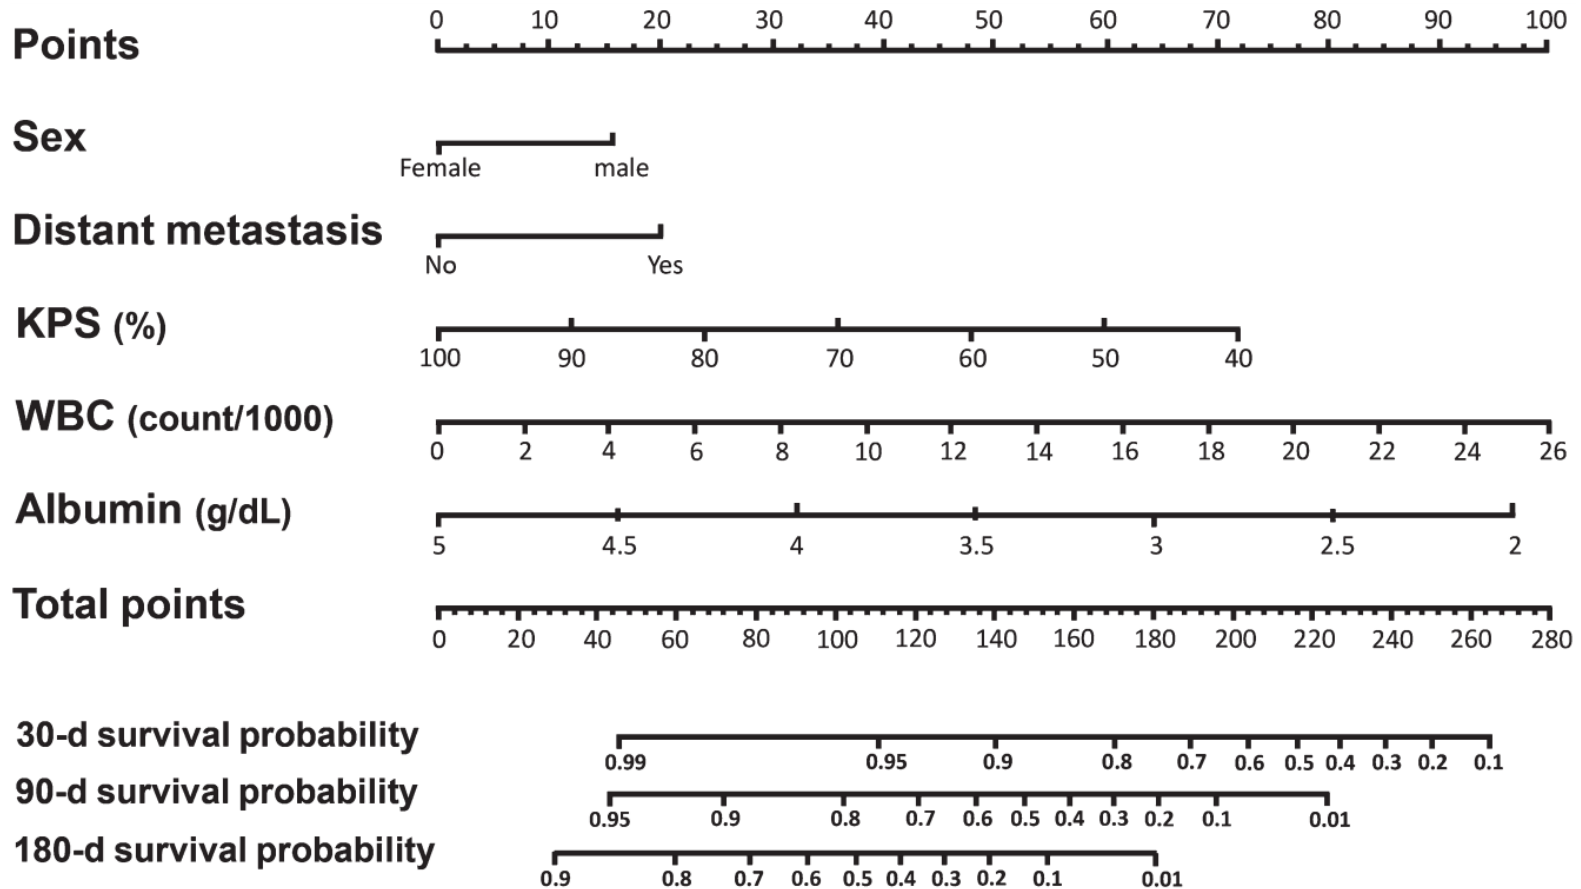 Points 0 10 20 30 40 50 60 70 80 90 100
Sex
Female male
Distant metastasis
No Yes
KPS (%)
100 90 80 70 60 50 40
WBC (count/1000)
0 2 4 6 8 10 12 14 16 18 20 22 24 26
Albumin (g/dL)
5 4.5 4 3.5 3 2.5 2
Total points
0 20 40 60 80 100 120 140 160 180 200 220 240 260 280
30-d survival probability
0.99 0.95 0.9 0.8 0.7 0.6 0.5 0.4 0.3 0.2 0.1
90-d survival probability
0.95 0.9 0.8 0.7 0.6 0.5 0.4 0.3 0.2 0.1 0.01
180-d survival probability
0.9 0.8 0.7 0.6 0.5 0.4 0.3 0.2 0.1 0.01